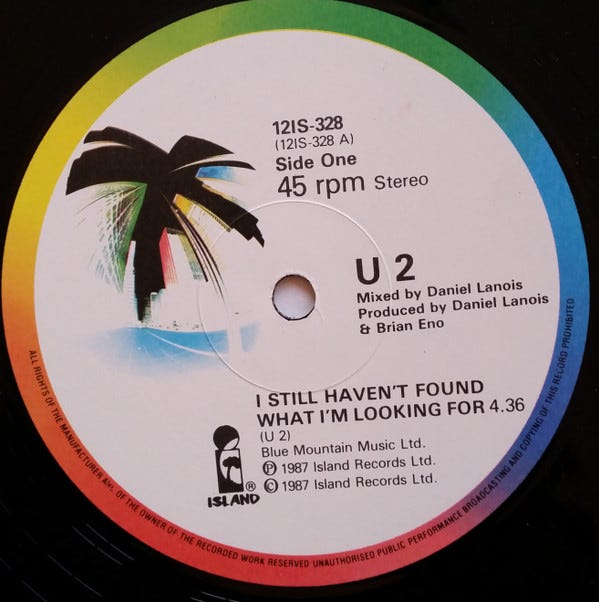 12IS-328
(12IS-328 A)
Side One
45 rpm Stereo
U 2
Mixed by Daniel Lanois
Produced by Daniel Lanois
& Brian Eno
I STILL HAVEN'T FOUND
WHAT I'M LOOKING FOR 4.36
(U 2)
Blue Mountain Music Ltd.
℗ 1987 Island Records Ltd.
© 1987 Island Records Ltd.
®
ISLAND
ALL RIGHTS OF THE MANUFACTURER AND OF THE OWNER OF THE RECORDED WORK RESERVED UNAUTHORISED PUBLIC PERFORMANCE BROADCASTING AND COPYING OF THIS RECORD PROHIBITED